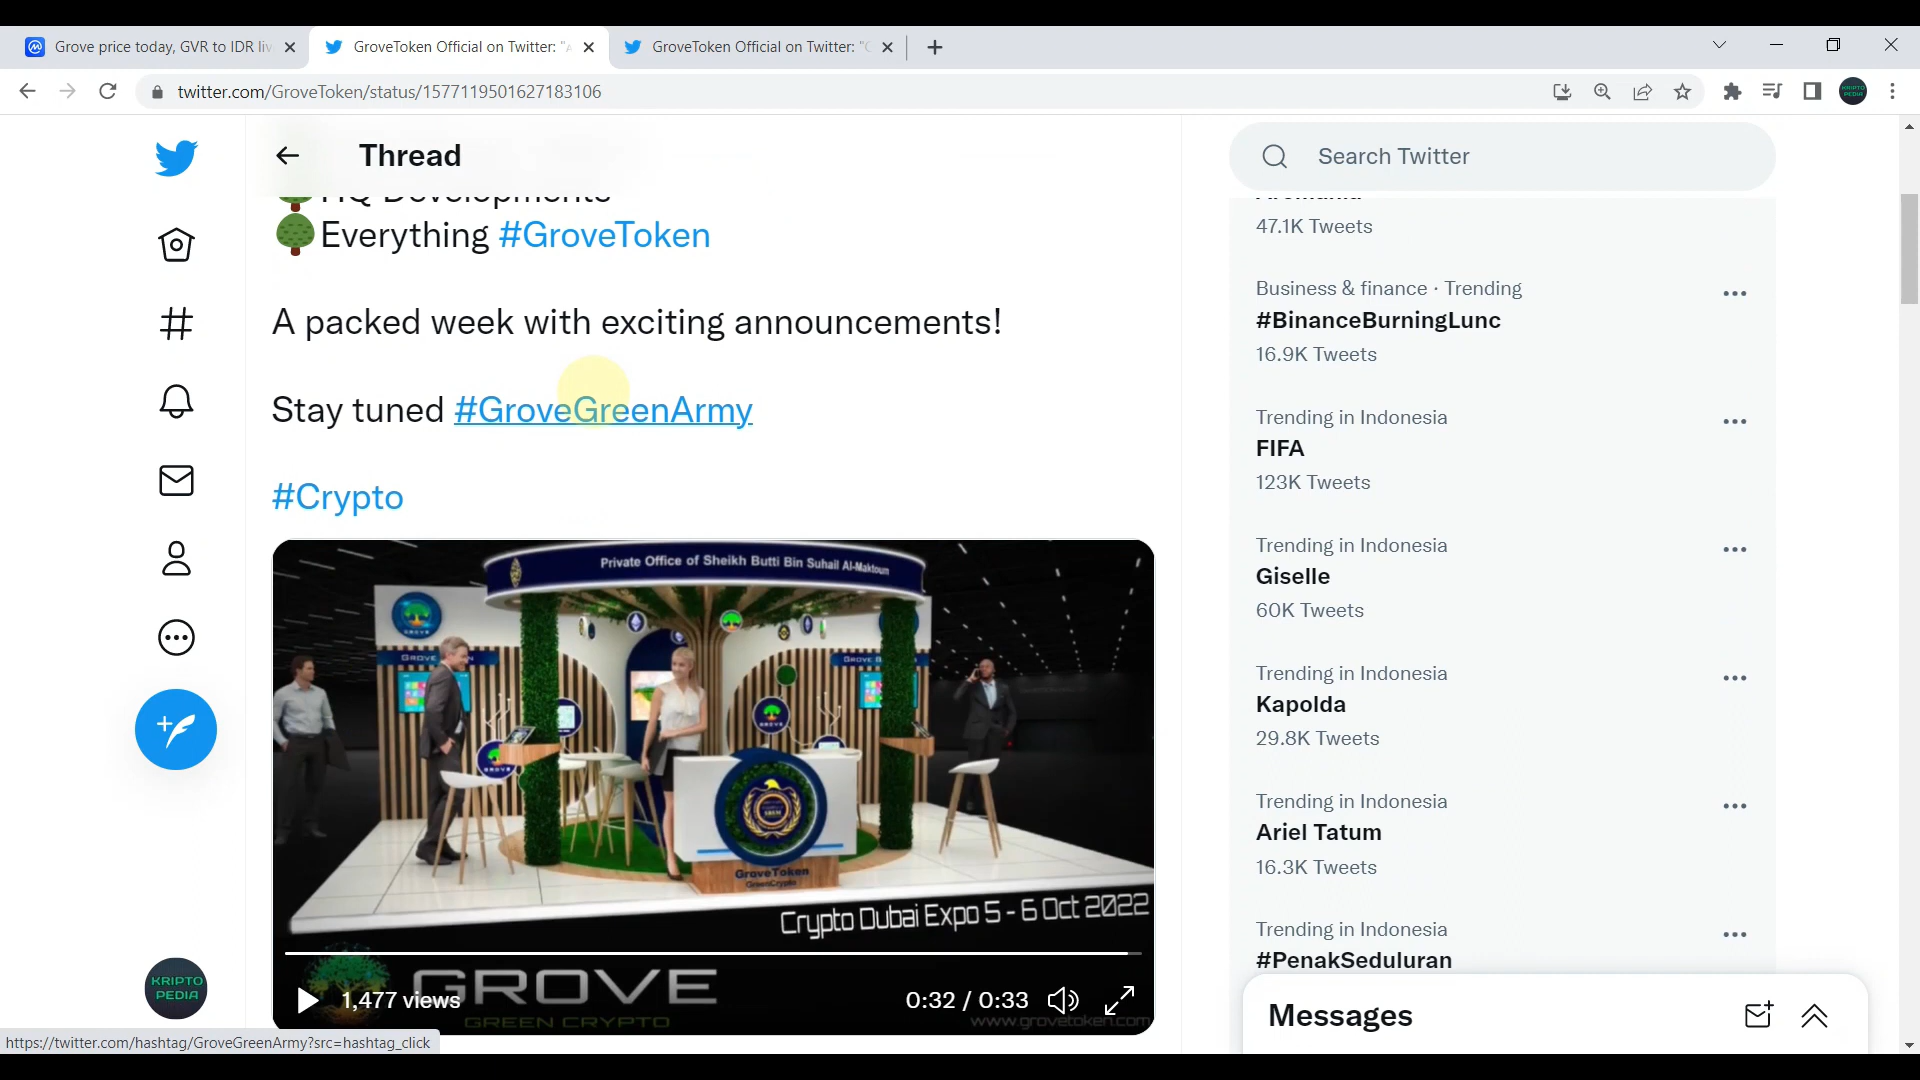 Grove price today, GVR to IDR liv
GroveToken Official on Twitter: "A
GroveToken Official on Twitter: "C
twitter.com/GroveToken/status/1577119501627183106
Thread
Search Twitter
HQ Developments
Everything #GroveToken
A packed week with exciting announcements!
Stay tuned #GroveGreenArmy
#Crypto
Private Office of Sheikh Butti Bin Suhail Al-Maktoum
GROVE
GroveToken
GreenCrypto
Crypto Dubai Expo 5 - 6 Oct 2022
GROVE
GREEN CRYPTO
www.grovetoken.com
1,477 views
0:32 / 0:33
47.1K Tweets
Business & finance · Trending
#BinanceBurningLunc
16.9K Tweets
Trending in Indonesia
FIFA
123K Tweets
Trending in Indonesia
Giselle
60K Tweets
Trending in Indonesia
Kapolda
29.8K Tweets
Trending in Indonesia
Ariel Tatum
16.3K Tweets
Trending in Indonesia
#PenakSeduluran
Messages
KRIPTO
PEDIA
https://twitter.com/hashtag/GroveGreenArmy?src=hashtag_click